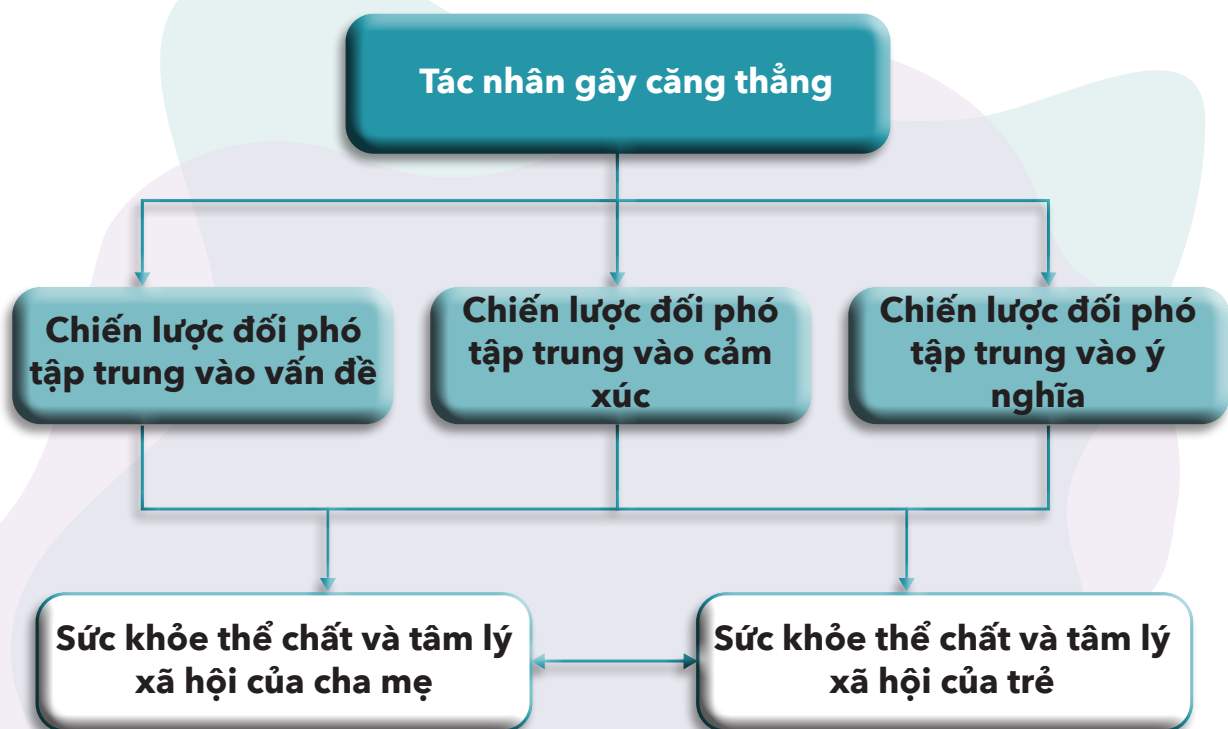 Tác nhân gây căng thẳng
Chiến lược đối phó
tập trung vào vấn đề
Chiến lược đối phó
tập trung vào cảm
xúc
Chiến lược đối phó
tập trung vào ý
nghĩa
Sức khỏe thể chất và tâm lý
xã hội của cha mẹ
Sức khỏe thể chất và tâm lý
xã hội của trẻ